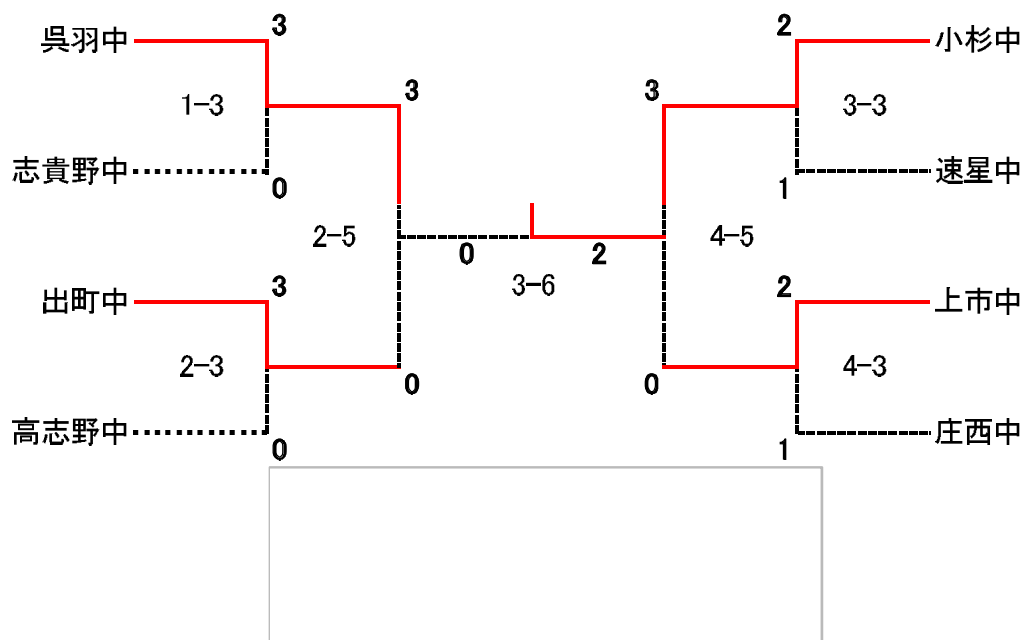 呉羽中 3 2 小杉中
1-3 3 3 3-3
志貴野中 0 1 速星中
2-5 0 2 4-5
3-6
出町中 3 2 上市中
2-3 0 0 4-3
高志野中 0 1 庄西中